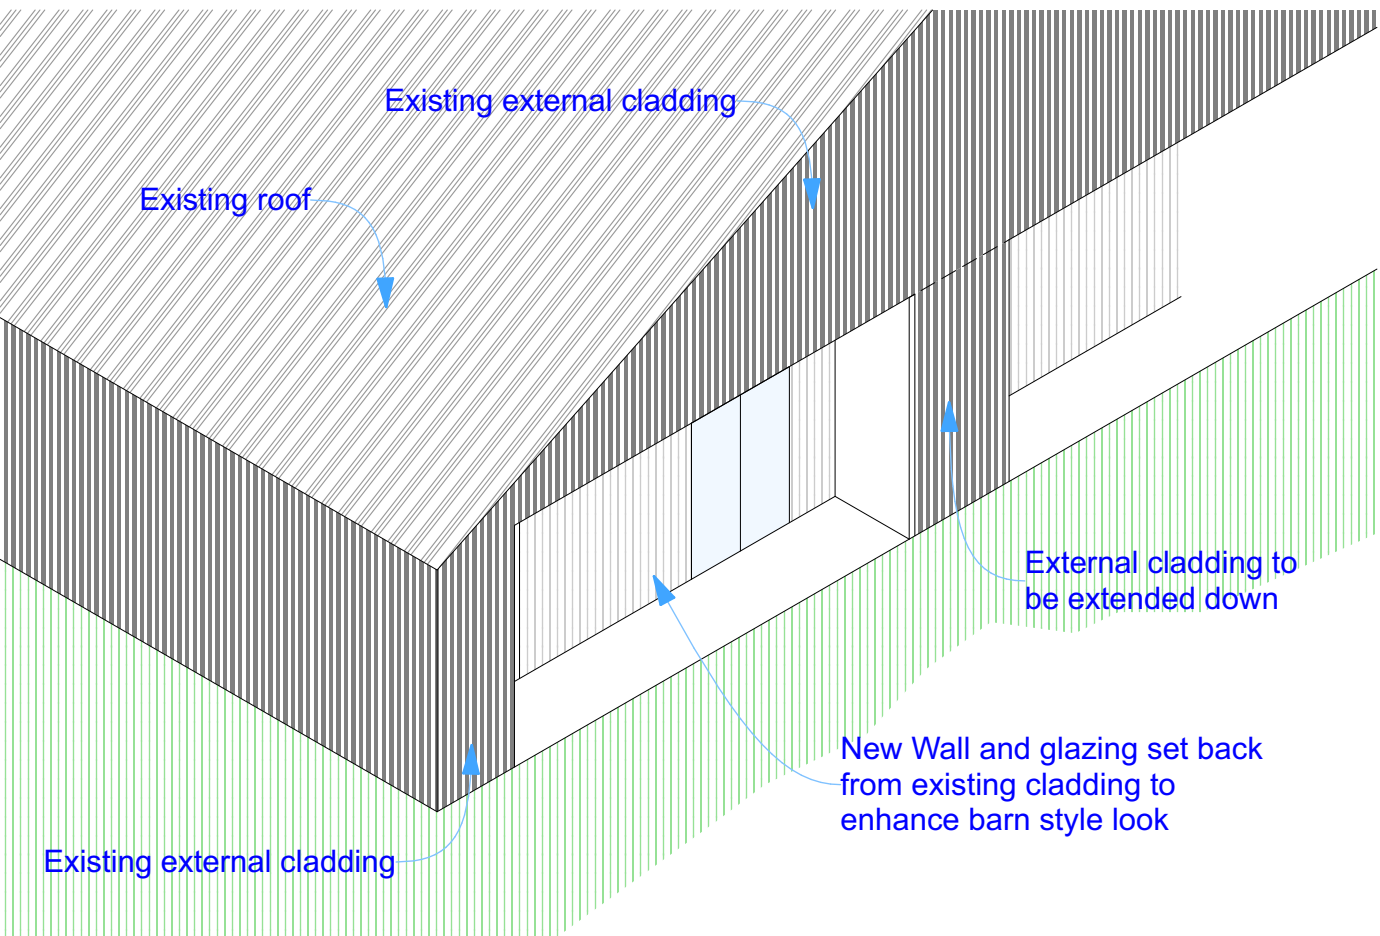 Existing external cladding
Existing roof
External cladding to
be extended down
New Wall and glazing set back
from existing cladding to
enhance barn style look
Existing external cladding